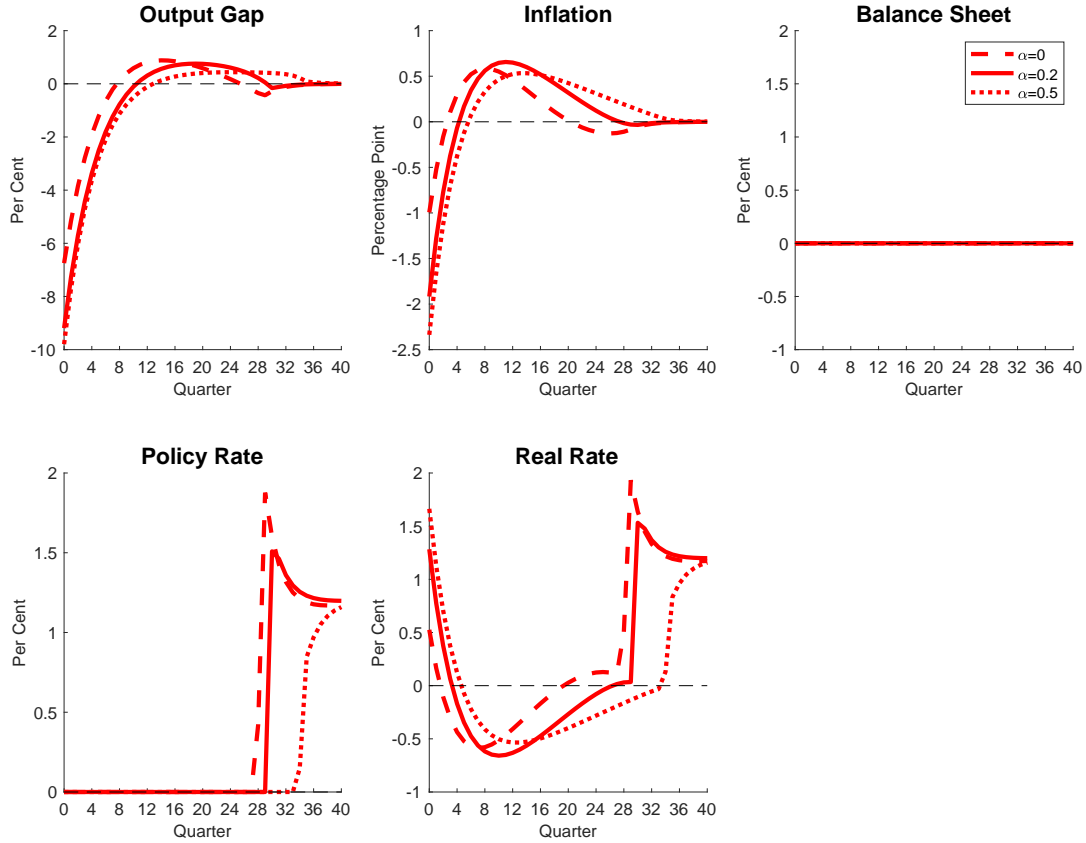 Output Gap
Per Cent
2
0
-2
-4
-6
-8
-10
0 4 8 12 16 20 24 28 32 36 40
Quarter
Inflation
Percentage Point
1
0.5
0
-0.5
-1
-1.5
-2
-2.5
0 4 8 12 16 20 24 28 32 36 40
Quarter
Balance Sheet
Per Cent
2
1.5
1
0.5
0
-0.5
-1
α=0
α=0.2
α=0.5
0 4 8 12 16 20 24 28 32 36 40
Quarter
Policy Rate
Per Cent
2
1.5
1
0.5
0
0 4 8 12 16 20 24 28 32 36 40
Quarter
Real Rate
Per Cent
2
1.5
1
0.5
0
-0.5
-1
0 4 8 12 16 20 24 28 32 36 40
Quarter